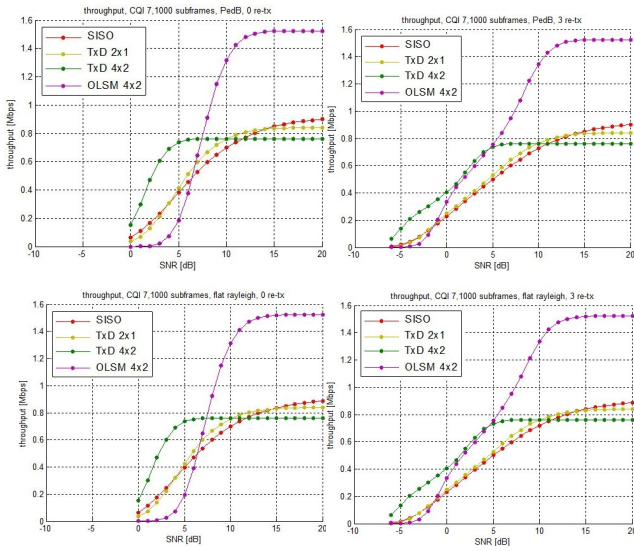 throughput, CQI 7,1000 subframes, PedB, 0 re-tx
1.6
1.4
1.2
1
0.8
0.6
0.4
0.2
0
throughput [Mbps]
SISO
TxD 2x1
TxD 4x2
OLSM 4x2
-10
-5
0
5
10
15
20
SNR [dB]
throughput, CQI 7,1000 subframes, PedB, 3 re-tx
1.6
1.4
1.2
1
0.8
0.6
0.4
0.2
0
throughput [Mbps]
SISO
TxD 2x1
TxD 4x2
OLSM 4x2
-10
-5
0
5
10
15
20
SNR [dB]
throughput, CQI 7,1000 subframes, flat rayleigh, 0 re-tx
1.6
1.4
1.2
1
0.8
0.6
0.4
0.2
0
throughput [Mbps]
SISO
TxD 2x1
TxD 4x2
OLSM 4x2
-10
-5
0
5
10
15
20
SNR [dB]
throughput, CQI 7,1000 subframes, flat rayleigh, 3 re-tx
1.6
1.4
1.2
1
0.8
0.6
0.4
0.2
0
throughput [Mbps]
SISO
TxD 2x1
TxD 4x2
OLSM 4x2
-10
-5
0
5
10
15
20
SNR [dB]